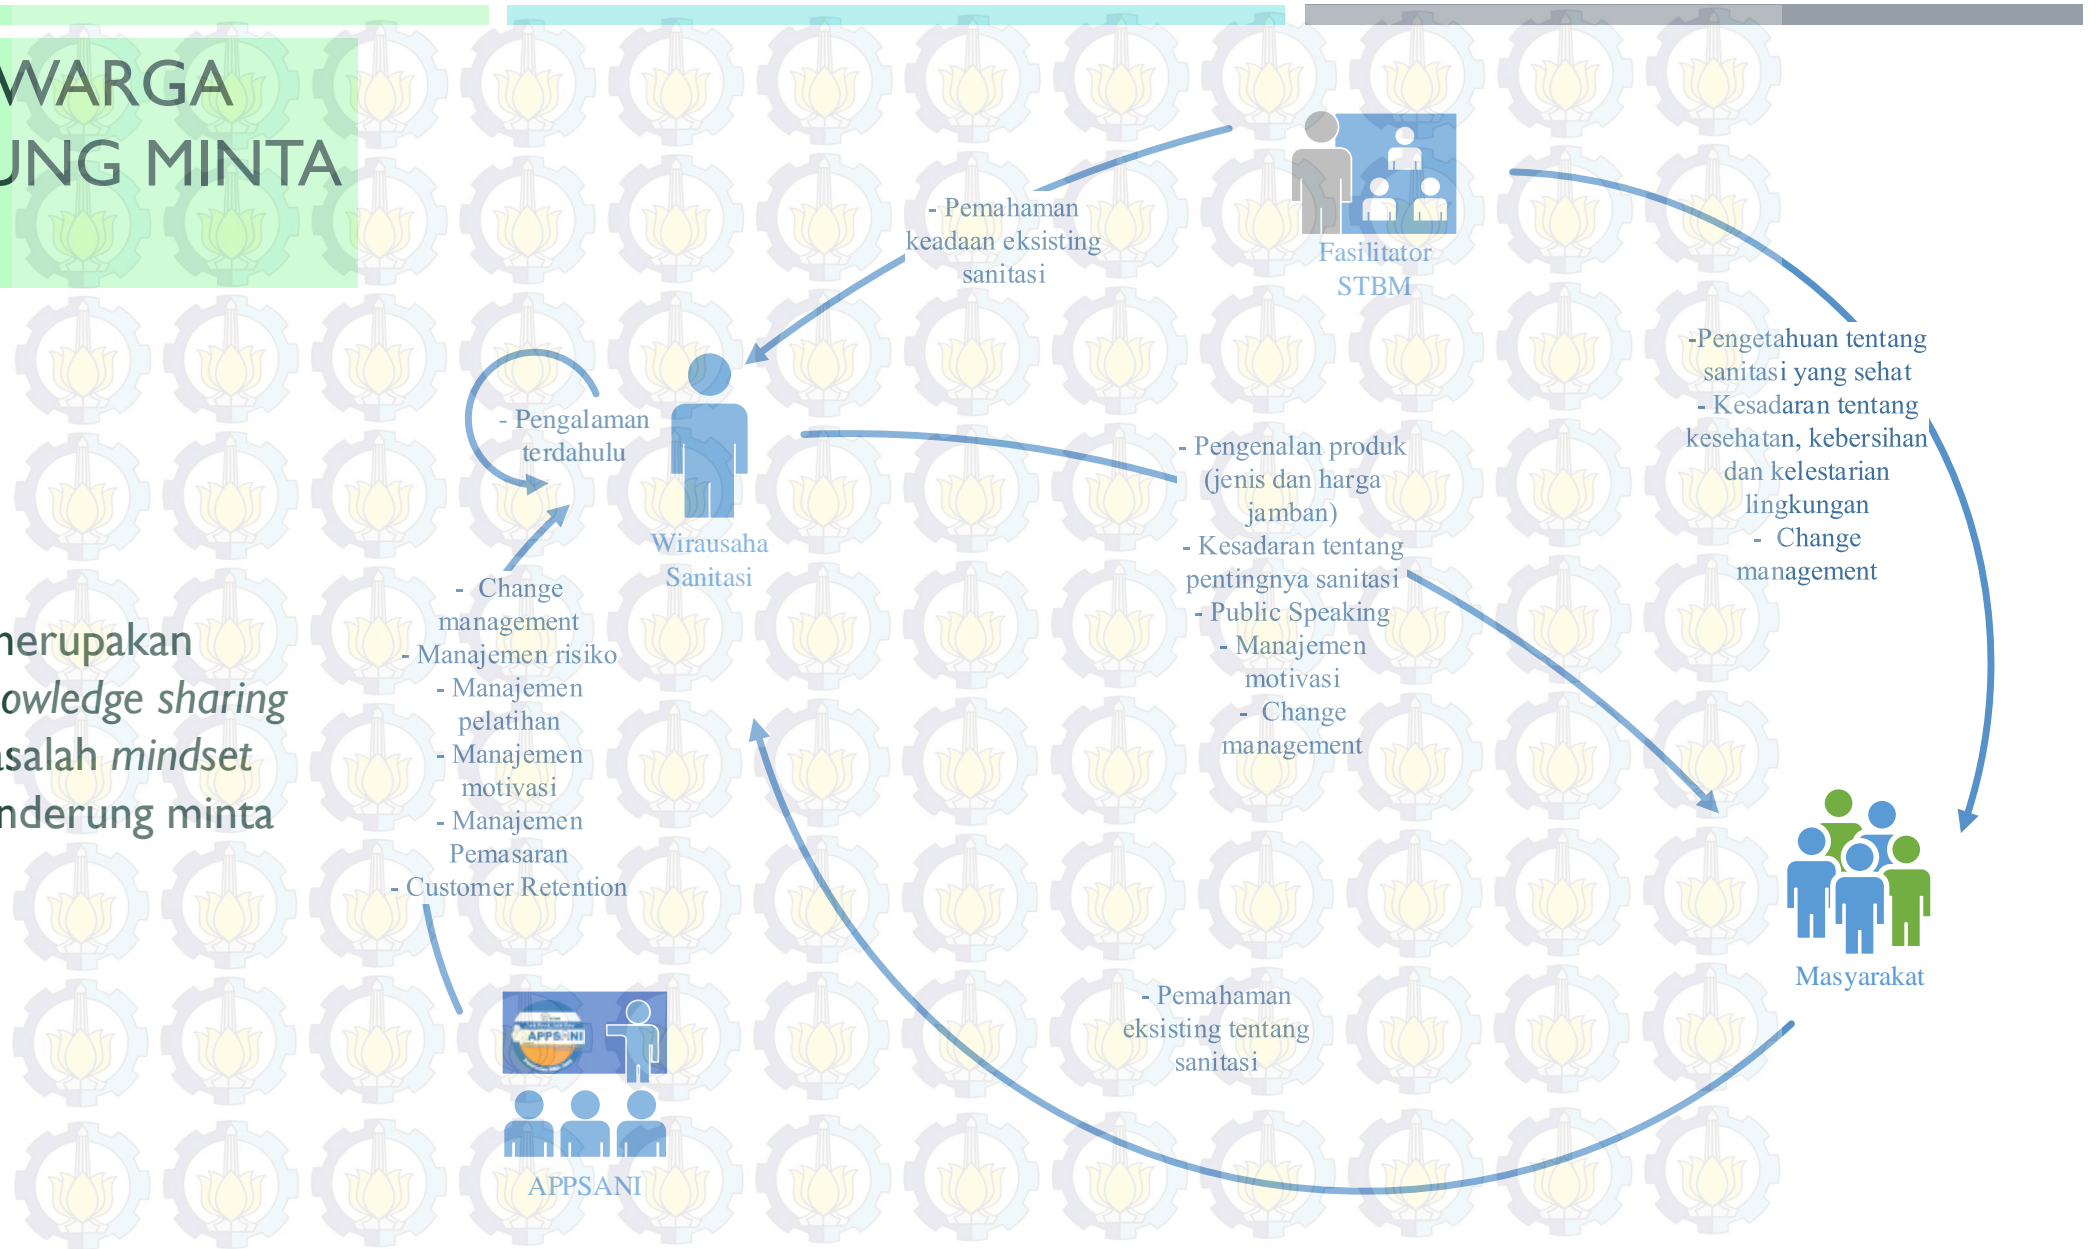 WARGA
UNG MINTA
merupakan
owledge sharing
asalah mindset
nderung minta
- Pemahaman
keadaan eksisting
sanitasi
Fasilitator
STBM
-Pengetahuan tentang
sanitasi yang sehat
- Kesadaran tentang
kesehatan, kebersihan
dan kelestarian
lingkungan
- Change
management
- Pengalaman
terdahulu
Wirausaha
Sanitasi
- Pengenalan produk
(jenis dan harga
jamban)
- Kesadaran tentang
pentingnya sanitasi
- Public Speaking
- Manajemen
motivasi
- Change
management
- Change
management
- Manajemen risiko
- Manajemen
pelatihan
- Manajemen
motivasi
- Manajemen
Pemasaran
- Customer Retention
Masyarakat
- Pemahaman
eksisting tentang
sanitasi
APPSANI
APPSANI